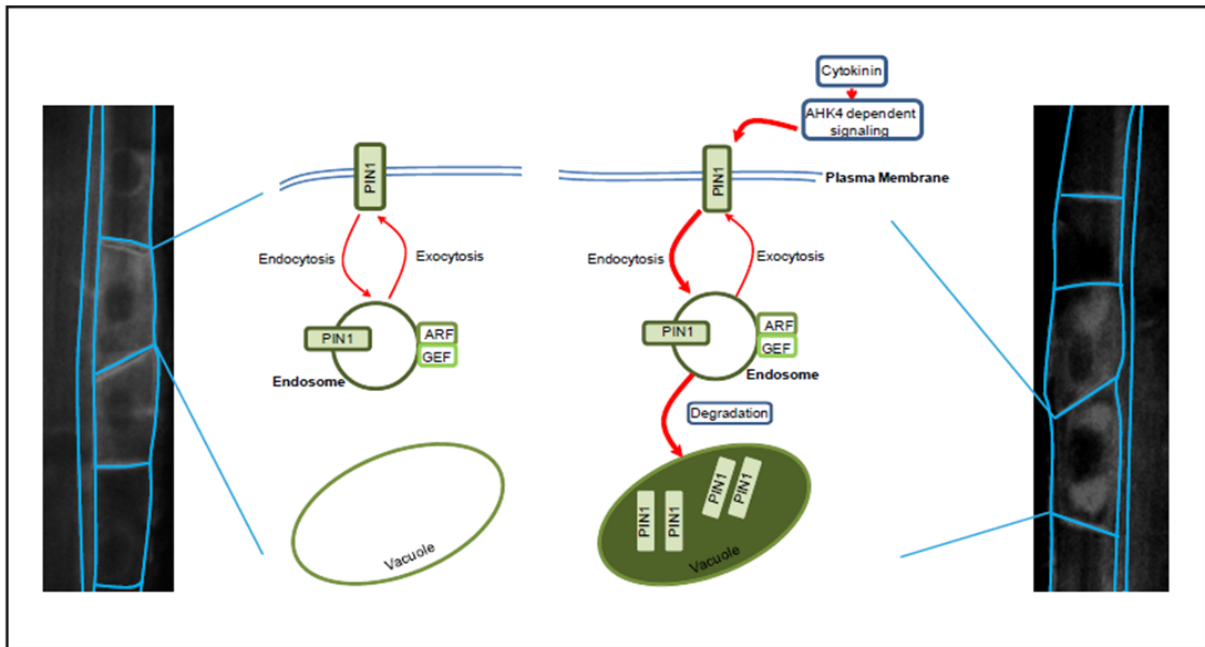 Cytokinin
AHK4 dependent
signaling
PIN1
PIN1
Plasma Membrane
Endocytosis
Exocytosis
Endocytosis
Exocytosis
PIN1
ARF
GEF
Endosome
PIN1
ARF
GEF
Endosome
Degradation
PIN1
PIN1
PIN1
PIN1
Vacuole
Vacuole